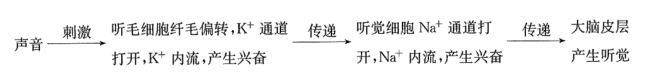 刺激 传递 传递
听毛细胞纤毛偏转,K⁺ 通道 听觉细胞 Na⁺ 通道打 大脑皮层
声音
打开,K⁺ 内流,产生兴奋 开,Na⁺ 内流,产生兴奋 产生听觉